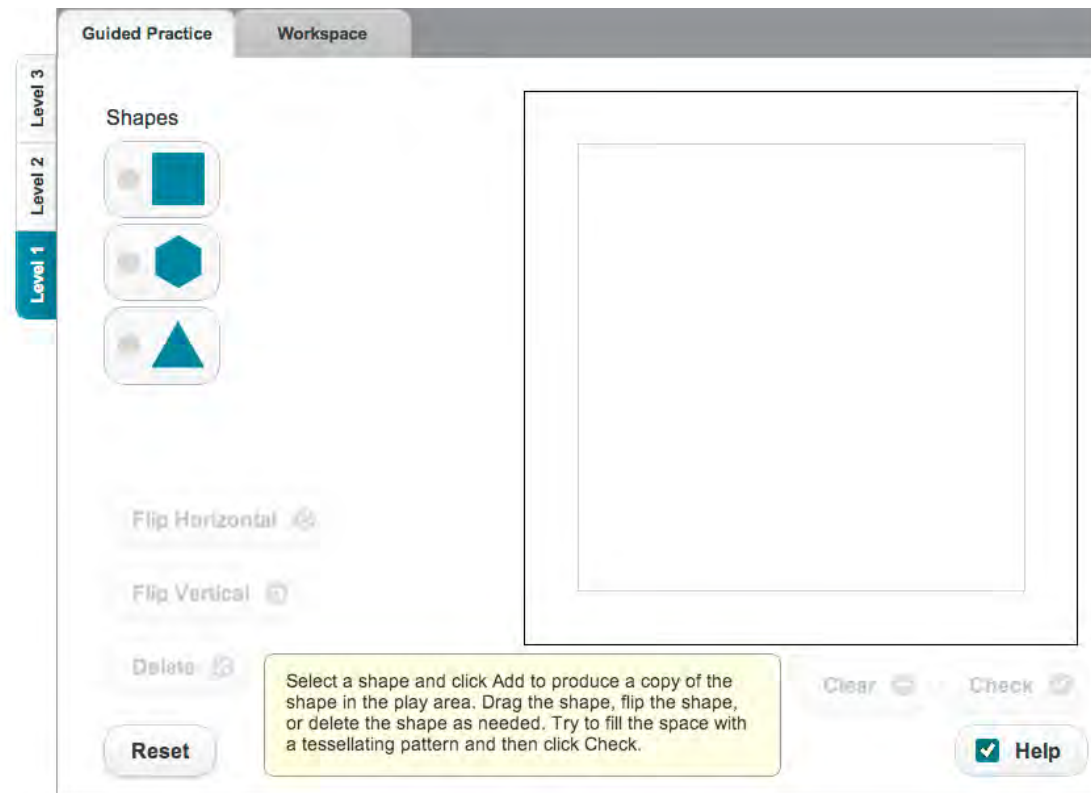 Guided Practice
Workspace
Level 3
Level 2
Level 1
Shapes
Flip Horizontal
Flip Vertical
Delete
Select a shape and click Add to produce a copy of the
shape in the play area. Drag the shape, flip the shape,
or delete the shape as needed. Try to fill the space with
a tessellating pattern and then click Check.
Clear
Check
Reset
Help